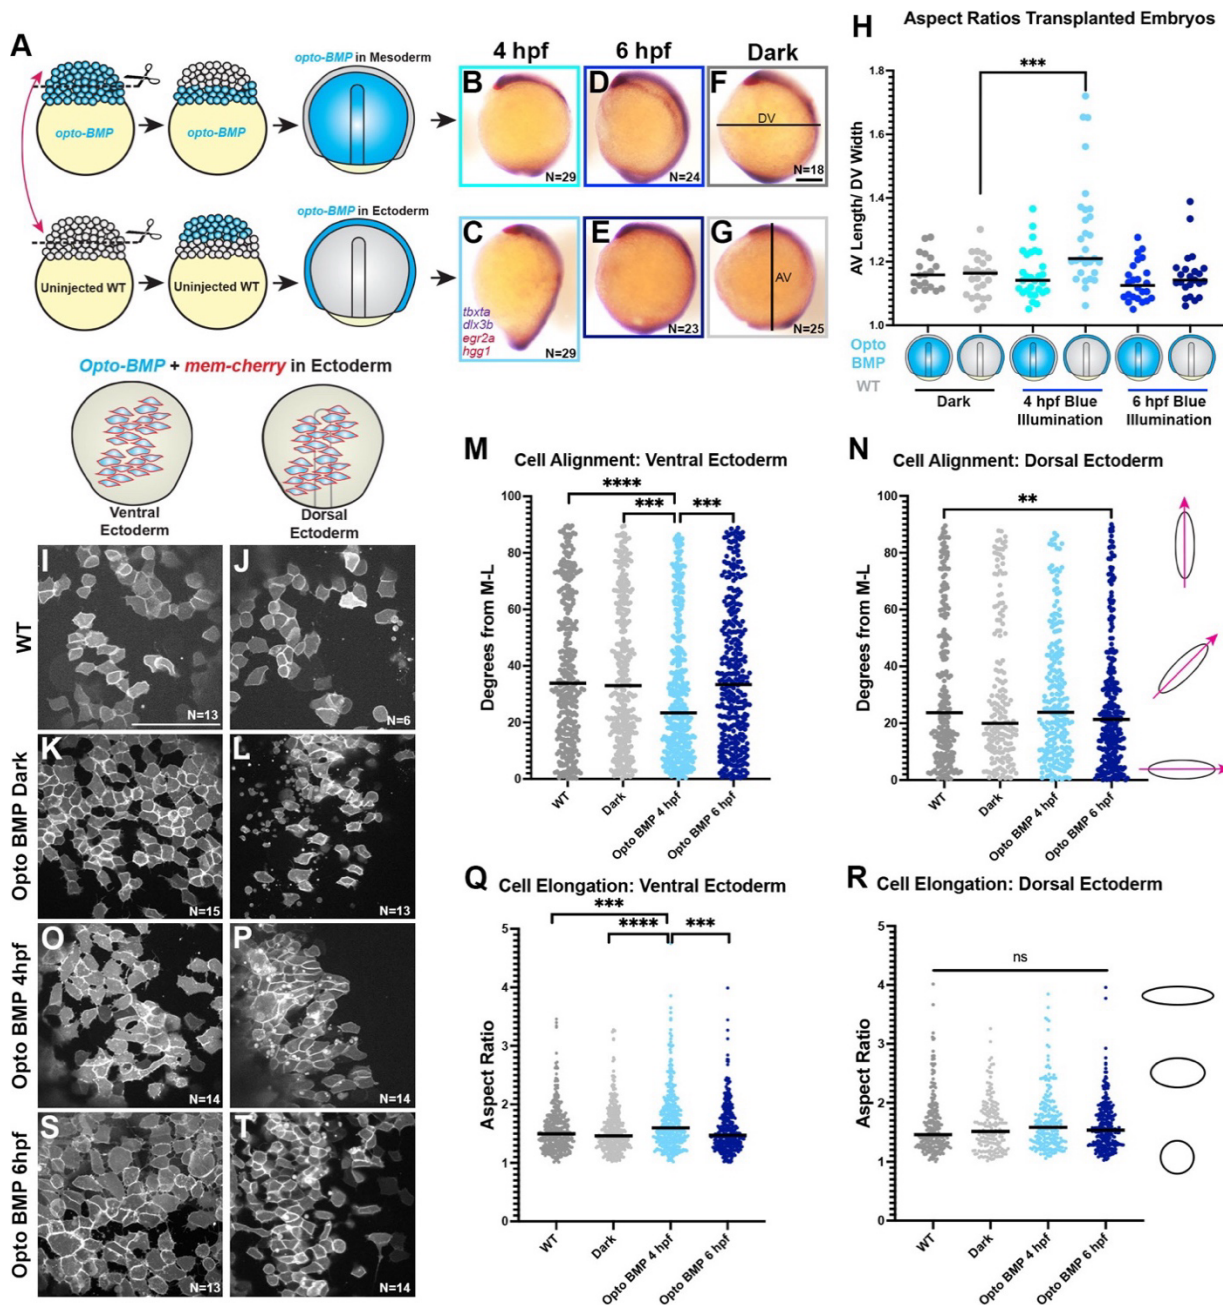 A
opto-BMP
opto-BMP
opto-BMP in Mesoderm
Uninjected WT
Uninjected WT
opto-BMP in Ectoderm
4 hpf
6 hpf
Dark
B
N=29
D
N=24
F
DV
N=18
C
tbxta
dlx3b
egr2a
hgg1
N=29
E
N=23
G
AV
N=25
H
Aspect Ratios Transplanted Embryos
***
AV Length/ DV Width
1.8
1.6
1.4
1.2
1.0
Opto
BMP
WT
Dark
4 hpf Blue
Illumination
6 hpf Blue
Illumination
Opto-BMP + mem-cherry in Ectoderm
Ventral
Ectoderm
Dorsal
Ectoderm
WT
I
N=13
J
N=6
Opto BMP Dark
K
N=15
L
N=13
Opto BMP 4hpf
O
N=14
P
N=14
Opto BMP 6hpf
S
N=13
T
N=14
M
Cell Alignment: Ventral Ectoderm
****
***
***
Degrees from M-L
100
80
60
40
20
0
WT
Dark
Opto BMP 4 hpf
Opto BMP 6 hpf
N
Cell Alignment: Dorsal Ectoderm
**
Degrees from M-L
100
80
60
40
20
0
WT
Dark
Opto BMP 4 hpf
Opto BMP 6 hpf
Q
Cell Elongation: Ventral Ectoderm
***
****
***
Aspect Ratio
5
4
3
2
1
0
WT
Dark
Opto BMP 4 hpf
Opto BMP 6 hpf
R
Cell Elongation: Dorsal Ectoderm
ns
Aspect Ratio
5
4
3
2
1
0
WT
Dark
Opto BMP 4 hpf
Opto BMP 6 hpf